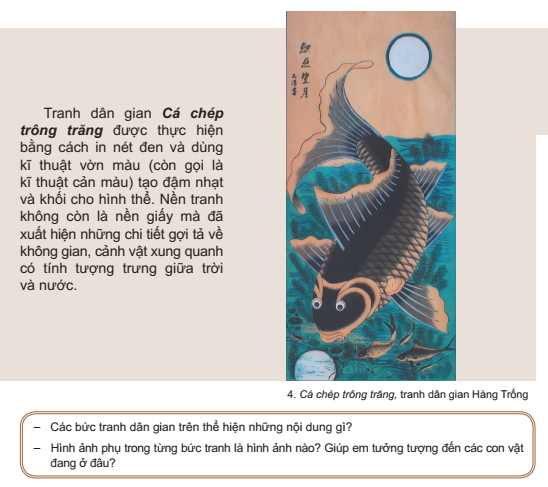 Tranh dân gian Cá chép
trông trăng được thực hiện
bằng cách in nét đen và dùng
kĩ thuật vờn màu (còn gọi là
kĩ thuật cản màu) tạo đậm nhạt
và khối cho hình thể. Nền tranh
không còn là nền giấy mà đã
xuất hiện những chi tiết gợi tả về
không gian, cảnh vật xung quanh
có tính tượng trưng giữa trời
và nước.
望月
4. Cá chép trông trăng, tranh dân gian Hàng Trống
– Các bức tranh dân gian trên thể hiện những nội dung gì?
– Hình ảnh phụ trong từng bức tranh là hình ảnh nào? Giúp em tưởng tượng đến các con vật
đang ở đâu?